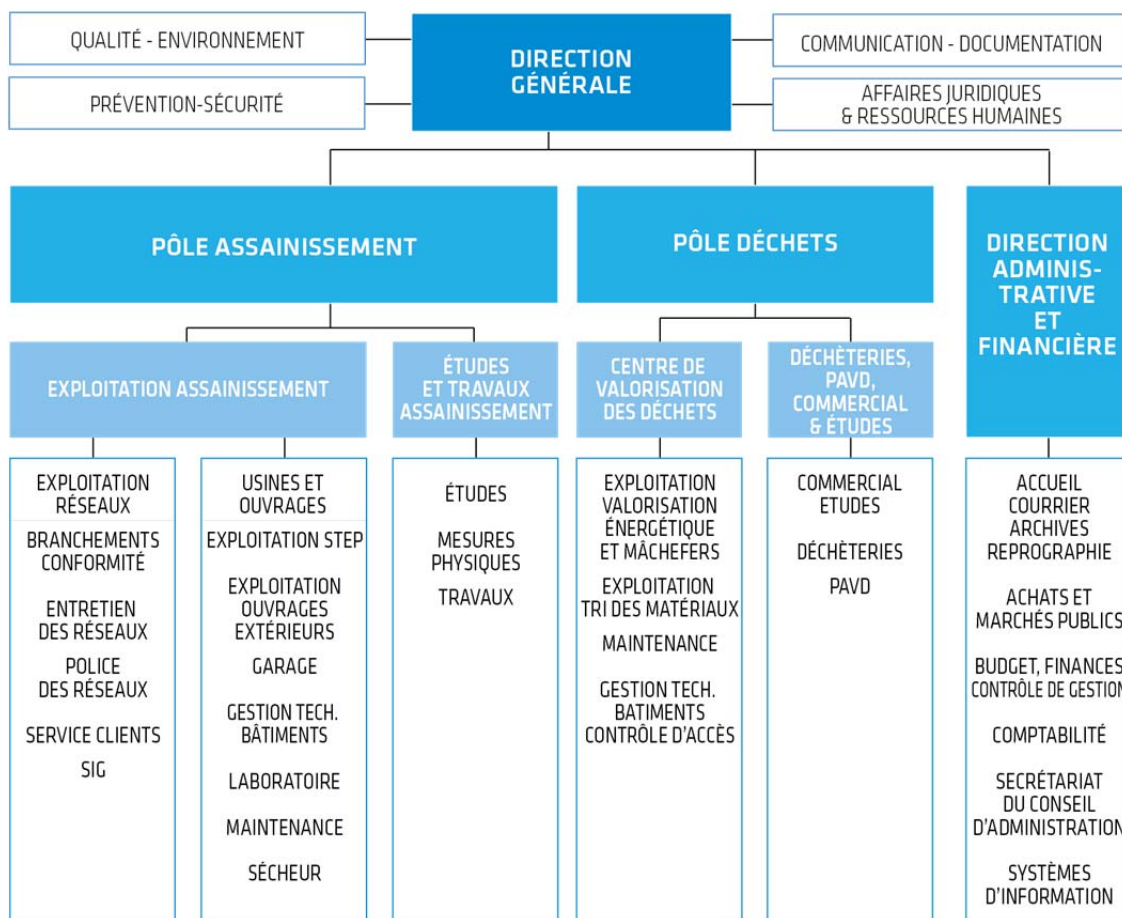 QUALITÉ - ENVIRONNEMENT
PRÉVENTION-SÉCURITÉ
DIRECTION
GÉNÉRALE
COMMUNICATION - DOCUMENTATION
AFFAIRES JURIDIQUES
& RESSOURCES HUMAINES
PÔLE ASSAINISSEMENT
PÔLE DÉCHETS
DIRECTION
ADMINIS-
TRATIVE
ET
FINANCIÈRE
EXPLOITATION ASSAINISSEMENT
ÉTUDES
ET TRAVAUX
ASSAINISSEMENT
CENTRE DE
VALORISATION
DES DÉCHETS
DÉCHÈTERIES,
PAVD,
COMMERCIAL
& ÉTUDES
EXPLOITATION
RÉSEAUX
BRANCHEMENTS
CONFORMITÉ
ENTRETIEN
DES RÉSEAUX
POLICE
DES RÉSEAUX
SERVICE CLIENTS
SIG
USINES ET
OUVRAGES
EXPLOITATION STEP
EXPLOITATION
OUVRAGES
EXTÉRIEURS
GARAGE
GESTION TECH.
BÂTIMENTS
LABORATOIRE
MAINTENANCE
SÉCHEUR
ÉTUDES
MESURES
PHYSIQUES
TRAVAUX
EXPLOITATION
VALORISATION
ÉNERGÉTIQUE
ET MÂCHEFERS
EXPLOITATION
TRI DES MATÉRIAUX
MAINTENANCE
GESTION TECH.
BATIMENTS
CONTRÔLE D'ACCÈS
COMMERCIAL
ETUDES
DÉCHÈTERIES
PAVD
ACCUEIL
COURRIER
ARCHIVES
REPROGRAPHIE
ACHATS ET
MARCHÉS PUBLICS
BUDGET, FINANCES
CONTRÔLE DE GESTION
COMPTABILITÉ
SECRÉTARIAT
DU CONSEIL
D'ADMINISTRATION
SYSTÈMES
D'INFORMATION